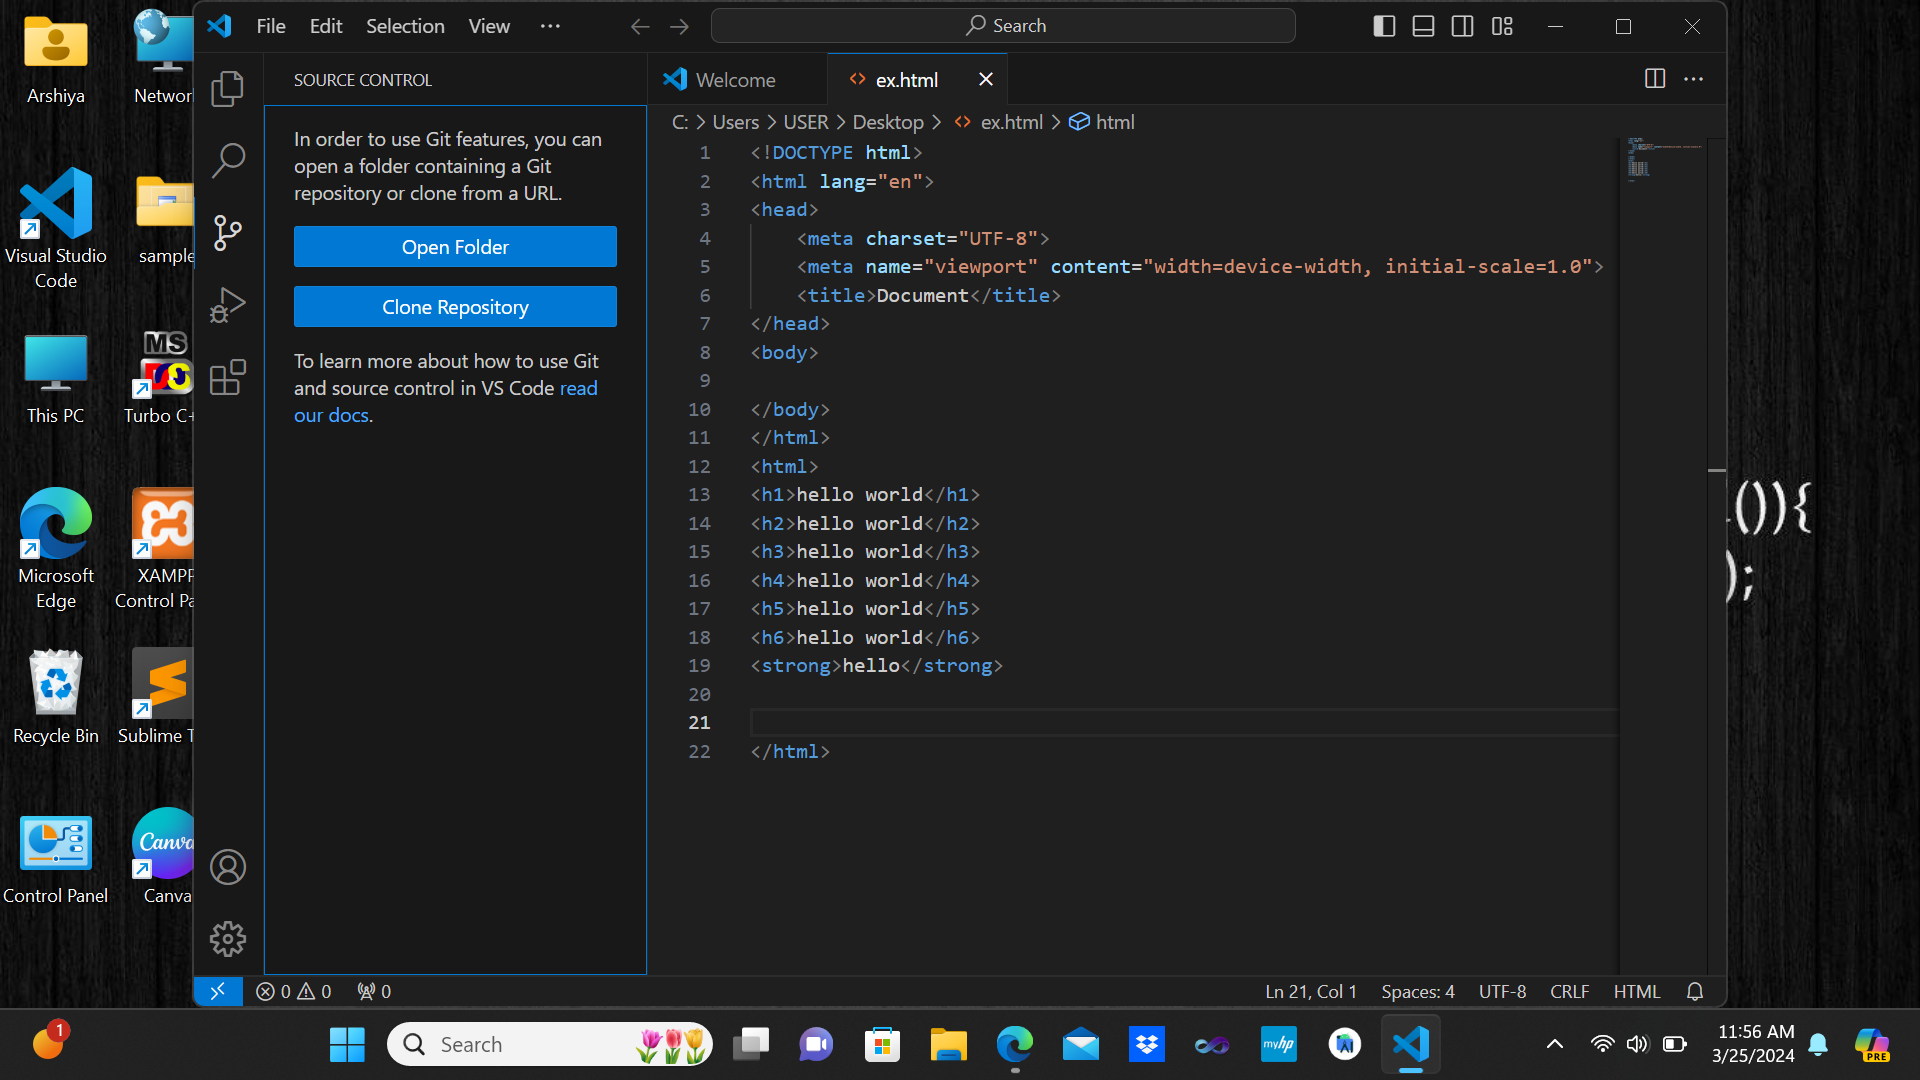 File Edit Selection View ···
Search
Arshiya
Networ
Visual Studio
Code
sample
This PC
MS
Turbo C+
Microsoft
Edge
XAMPP
Control Pa
Recycle Bin
Sublime T
Control Panel
Canva
Canva
SOURCE CONTROL
In order to use Git features, you can
open a folder containing a Git
repository or clone from a URL.
Open Folder
Clone Repository
To learn more about how to use Git
and source control in VS Code read
our docs.
Welcome
ex.html
C: > Users > USER > Desktop > <> ex.html > html
1 <!DOCTYPE html>
2 <html lang="en">
3 <head>
4 <meta charset="UTF-8">
5 <meta name="viewport" content="width=device-width, initial-scale=1.0">
6 <title>Document</title>
7 </head>
8 <body>
9
10 </body>
11 </html>
12 <html>
13 <h1>hello world</h1>
14 <h2>hello world</h2>
15 <h3>hello world</h3>
16 <h4>hello world</h4>
17 <h5>hello world</h5>
18 <h6>hello world</h6>
19 <strong>hello</strong>
20
21
22 </html>
()){
);
0 0 0
Ln 21, Col 1 Spaces: 4 UTF-8 CRLF HTML
1
Search
myhp
11:56 AM
3/25/2024
PRE